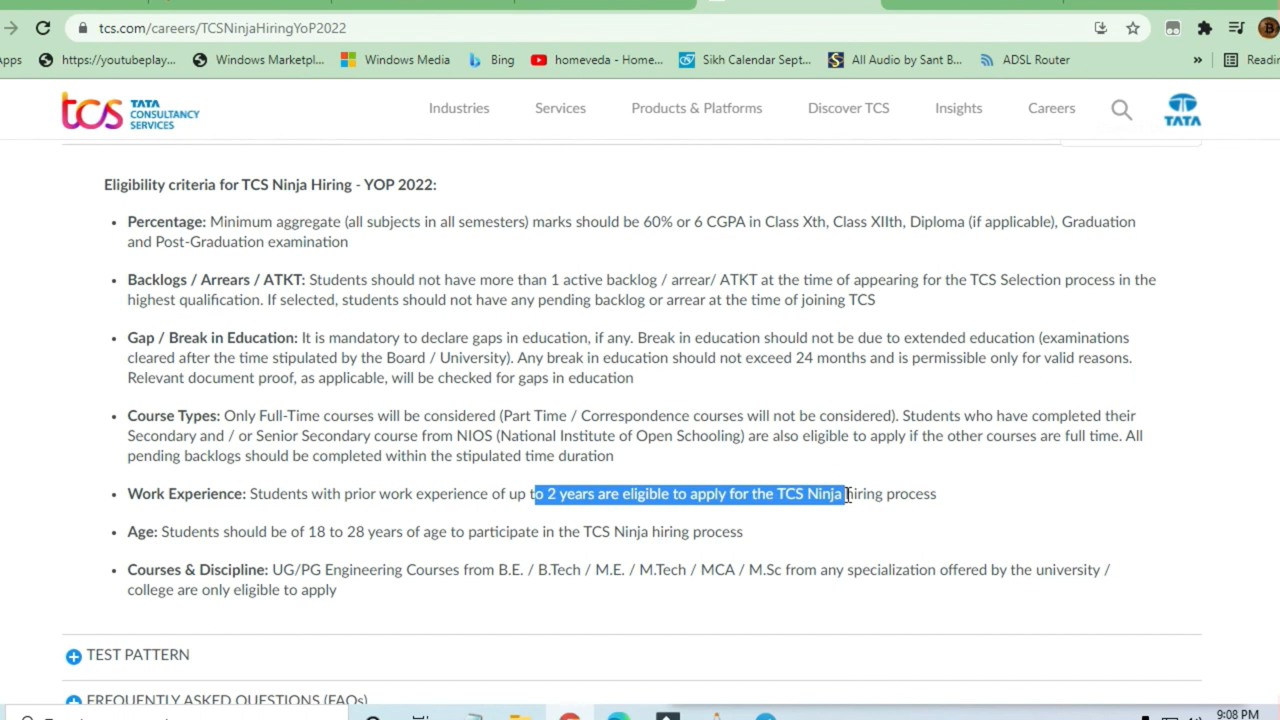 tcs.com/careers/TCSNinjaHiringYoP2022
Apps https://youtubeplay... Windows Marketpl... Windows Media Bing homeveda - Home... Sikh Calendar Sept... All Audio by Sant B... ADSL Router » Readin
tcs TATA CONSULTANCY SERVICES Industries Services Products & Platforms Discover TCS Insights Careers TATA
Eligibility criteria for TCS Ninja Hiring - YOP 2022:
• Percentage: Minimum aggregate (all subjects in all semesters) marks should be 60% or 6 CGPA in Class Xth, Class XIIth, Diploma (if applicable), Graduation
and Post-Graduation examination
• Backlogs / Arrears / ATKT: Students should not have more than 1 active backlog / arrear/ ATKT at the time of appearing for the TCS Selection process in the
highest qualification. If selected, students should not have any pending backlog or arrear at the time of joining TCS
• Gap / Break in Education: It is mandatory to declare gaps in education, if any. Break in education should not be due to extended education (examinations
cleared after the time stipulated by the Board / University). Any break in education should not exceed 24 months and is permissible only for valid reasons.
Relevant document proof, as applicable, will be checked for gaps in education
• Course Types: Only Full-Time courses will be considered (Part Time / Correspondence courses will not be considered). Students who have completed their
Secondary and / or Senior Secondary course from NIOS (National Institute of Open Schooling) are also eligible to apply if the other courses are full time. All
pending backlogs should be completed within the stipulated time duration
• Work Experience: Students with prior work experience of up to 2 years are eligible to apply for the TCS Ninja hiring process
• Age: Students should be of 18 to 28 years of age to participate in the TCS Ninja hiring process
• Courses & Discipline: UG/PG Engineering Courses from B.E. / B.Tech / M.E. / M.Tech / MCA / M.Sc from any specialization offered by the university /
college are only eligible to apply
TEST PATTERN
FREQUENTLY ASKED QUESTIONS (FAQs)
9:08 PM